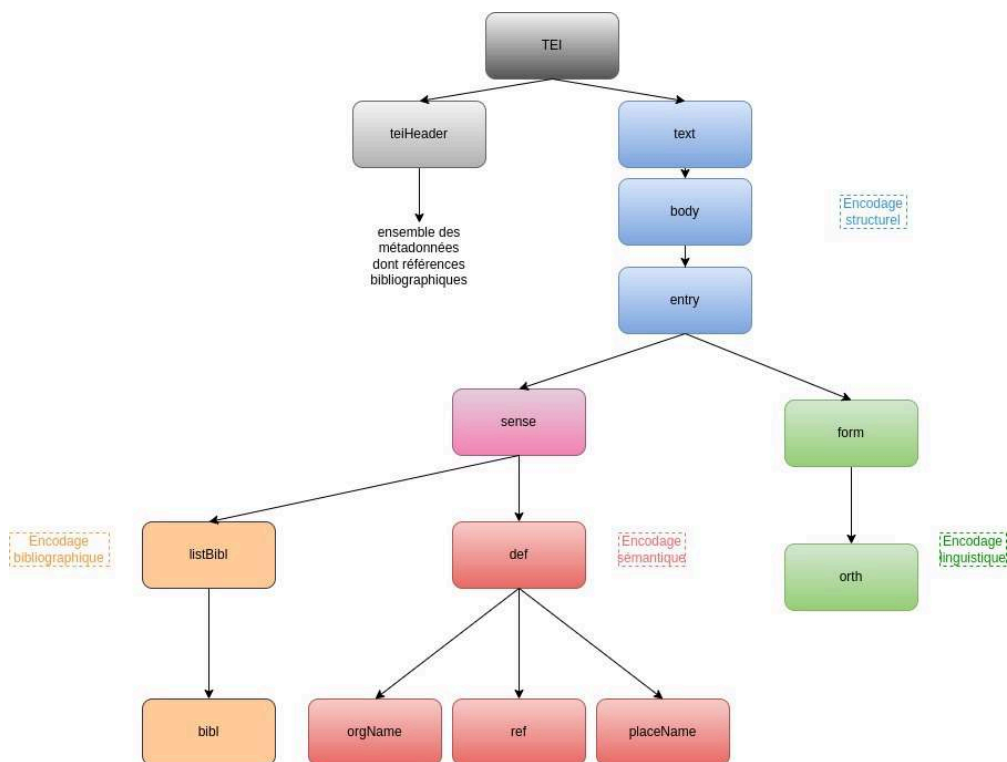 TEI
teiHeader
text
body
Encodage
structurel
ensemble des
métadonnées
dont références
bibliographiques
entry
sense
form
Encodage
bibliographique
listBibl
def
Encodage
sémantique
Encodage
linguistique
orth
bibl
orgName
ref
placeName